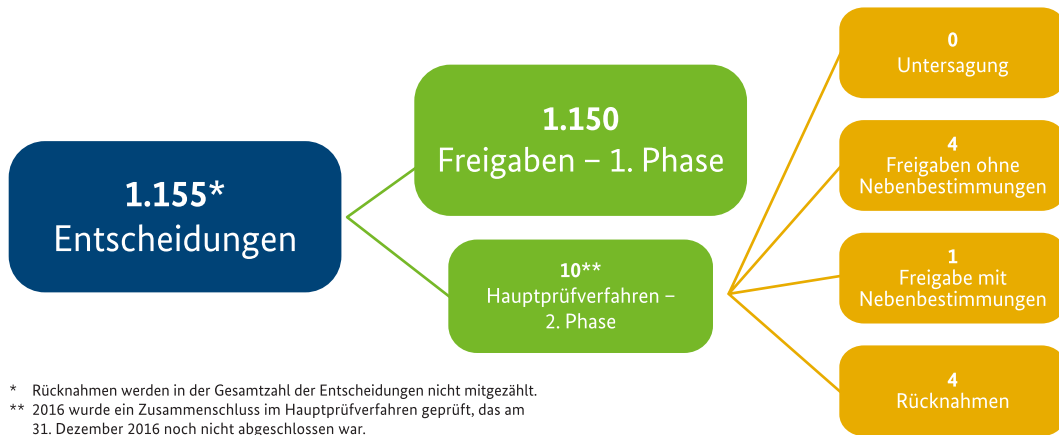 1.155*
Entscheidungen
1.150
Freigaben – 1. Phase
10**
Hauptprüfverfahren –
2. Phase
0
Untersagung
4
Freigaben ohne
Nebenbestimmungen
1
Freigabe mit
Nebenbestimmungen
4
Rücknahmen
* Rücknahmen werden in der Gesamtzahl der Entscheidungen nicht mitgezählt.
** 2016 wurde ein Zusammenschluss im Hauptprüfverfahren geprüft, das am
31. Dezember 2016 noch nicht abgeschlossen war.